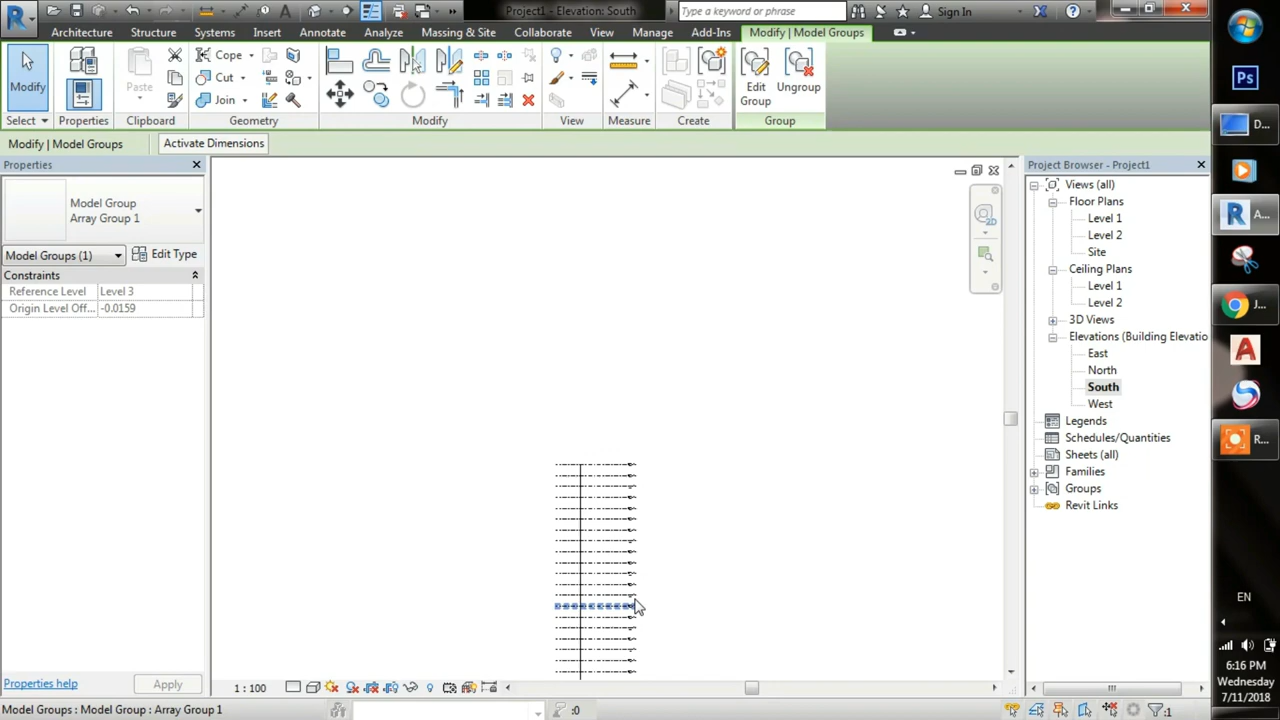 Project1 - Elevation: South
Type a keyword or phrase
Sign In
Architecture Structure Systems Insert Annotate Analyze Massing & Site Collaborate View Manage Add-Ins Modify | Model Groups
Modify
Paste
Cope
Cut
Join
Edit Group
Ungroup
Select Properties Clipboard Geometry Modify View Measure Create Group
Modify | Model Groups Activate Dimensions
Properties
Model Group
Array Group 1
Model Groups (1) Edit Type
Constraints
Reference Level Level 3
Origin Level Off... -0.0159
Properties help Apply
1 : 100
Model Groups : Model Group : Array Group 1
:0
:1
2D
Project Browser - Project1
Views (all)
Floor Plans
Level 1
Level 2
Site
Ceiling Plans
Level 1
Level 2
3D Views
Elevations (Building Elevatio
East
North
South
West
Legends
Schedules/Quantities
Sheets (all)
Families
Groups
Revit Links
Ps
D...
A...
J...
R...
EN
6:16 PM
Wednesday
7/11/2018